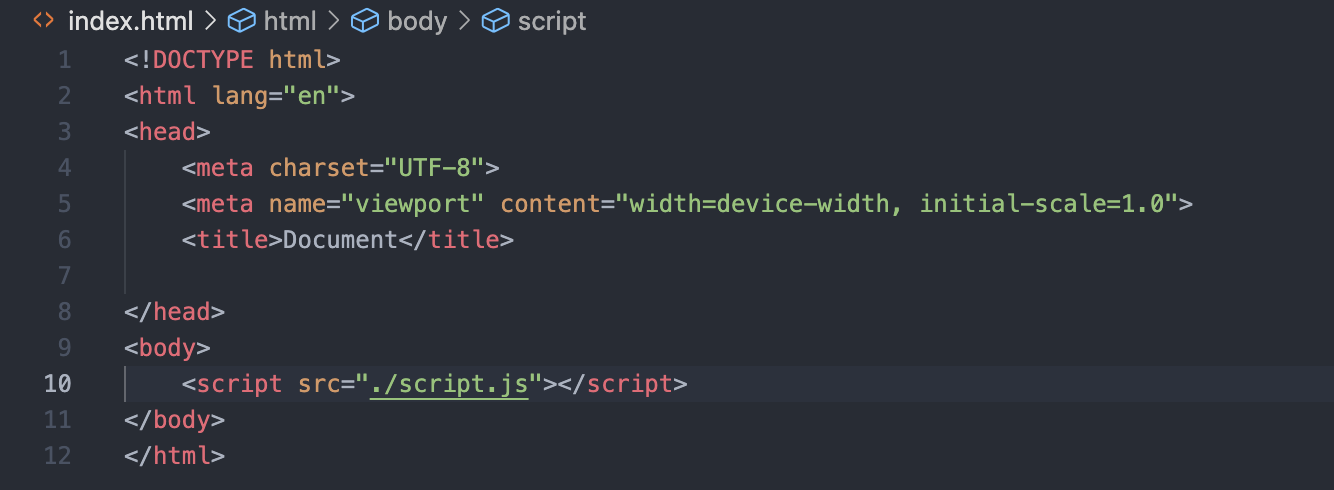 index.html > html > body > script
1 <!DOCTYPE html>
2 <html lang="en">
3 <head>
4     <meta charset="UTF-8">
5     <meta name="viewport" content="width=device-width, initial-scale=1.0">
6     <title>Document</title>
7
8 </head>
9 <body>
10     <script src="./script.js"></script>
11 </body>
12 </html>